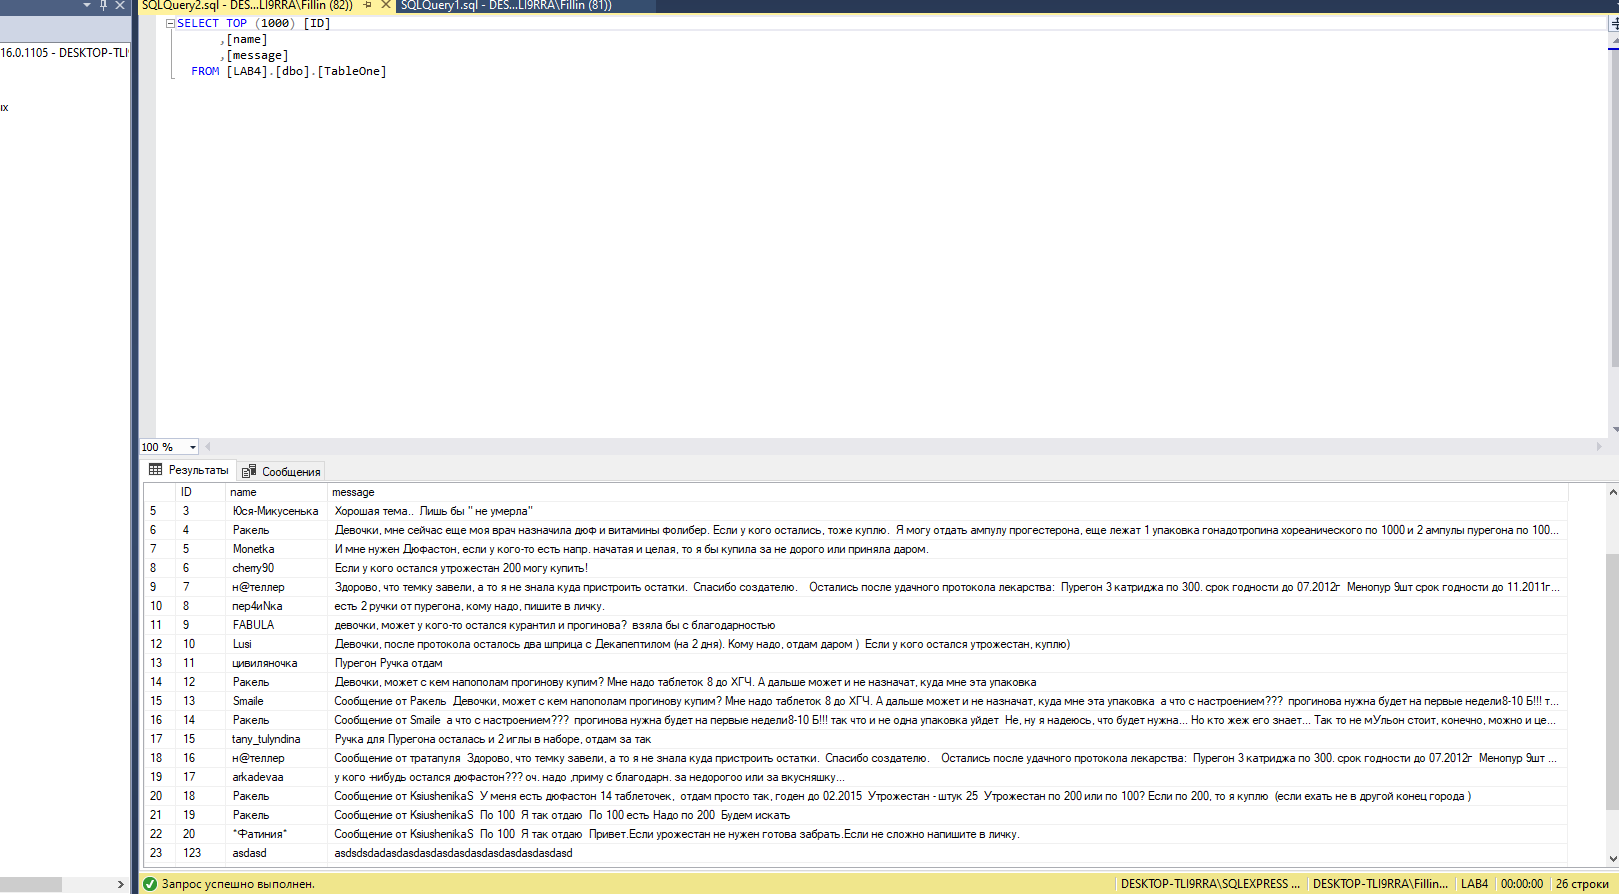 SQLQuery2.sql - DES...LI9RRA\Fillin (82)) SQLQuery1.sql - DES...LI9RRA\Fillin (81))
SELECT TOP (1000) [ID]
,[name]
,[message]
FROM [LAB4].[dbo].[TableOne]
16.0.1105 - DESKTOP-TLI
ых
100 %
Результаты Сообщения
ID name message
5 3 Юся-Микусенька Хорошая тема.. Лишь бы " не умерла"
6 4 Ракель Девочки, мне сейчас еще моя врач назначила дюф и витамины фолибер. Если у кого остались, тоже куплю. Я могу отдать ампулу прогестерона, еще лежат 1 упаковка гонадотропина хореанического по 1000 и 2 ампулы пурегона по 100...
7 5 Monetka И мне нужен Дюфастон, если у кого-то есть напр. начатая и целая, то я бы купила за не дорого или приняла даром.
8 6 cherry90 Если у кого остался утрожестан 200 могу купить!
9 7 н@теллер Здорово, что темку завели, а то я не знала куда пристроить остатки. Спасибо создателю. Остались после удачного протокола лекарства: Пурегон 3 катриджа по 300. срок годности до 07.2012г Менопур 9шт срок годности до 11.2011г...
10 8 пер4иNка есть 2 ручки от пурегона, кому надо, пишите в личку.
11 9 FABULA девочки, может у кого-то остался курантил и прогинова? взяла бы с благодарностью
12 10 Lusi Девочки, после протокола осталось два шприца с Декапептилом (на 2 дня). Кому надо, отдам даром ) Если у кого остался утрожестан, куплю)
13 11 цивиляночка Пурегон Ручка отдам
14 12 Ракель Девочки, может с кем напополам прогинову купим? Мне надо таблеток 8 до ХГЧ. А дальше может и не назначат, куда мне эта упаковка
15 13 Smaile Сообщение от Ракель Девочки, может с кем напополам прогинову купим? Мне надо таблеток 8 до ХГЧ. А дальше может и не назначат, куда мне эта упаковка а что с настроением??? прогинова нужна будет на первые недели8-10 Б!!! т...
16 14 Ракель Сообщение от Smaile а что с настроением??? прогинова нужна будет на первые недели8-10 Б!!! так что и не одна упаковка уйдет Не, ну я надеюсь, что будет нужна... Но кто жеж его знает... Так то не мУльон стоит, конечно, можно и це...
17 15 tany_tulyndina Ручка для Пурегона осталась и 2 иглы в наборе, отдам за так
18 16 н@теллер Сообщение от тратапуля Здорово, что темку завели, а то я не знала куда пристроить остатки. Спасибо создателю. Остались после удачного протокола лекарства: Пурегон 3 катриджа по 300. срок годности до 07.2012г Менопур 9шт ...
19 17 arkadevaa у кого -нибудь остался дюфастон??? оч. надо ,приму с благодарн. за недорогоо или за вкусняшку...
20 18 Ракель Сообщение от KsiushenikaS У меня есть дюфастон 14 таблеточек, отдам просто так, годен до 02.2015 Утрожестан - штук 25 Утрожестан по 200 или по 100? Если по 200, то я куплю (если ехать не в другой конец города )
21 19 Ракель Сообщение от KsiushenikaS По 100 Я так отдаю По 100 есть Надо по 200 Будем искать
22 20 *Фатиния* Сообщение от KsiushenikaS По 100 Я так отдаю Привет.Если урожестан не нужен готова забрать.Если не сложно напишите в личку.
23 123 asdasd asdsdsdadasdasdasdasdasdasdasdasdasdasdasd
Запрос успешно выполнен. DESKTOP-TLI9RRA\SQLEXPRESS ... DESKTOP-TLI9RRA\Fillin... LAB4 00:00:00 26 строки